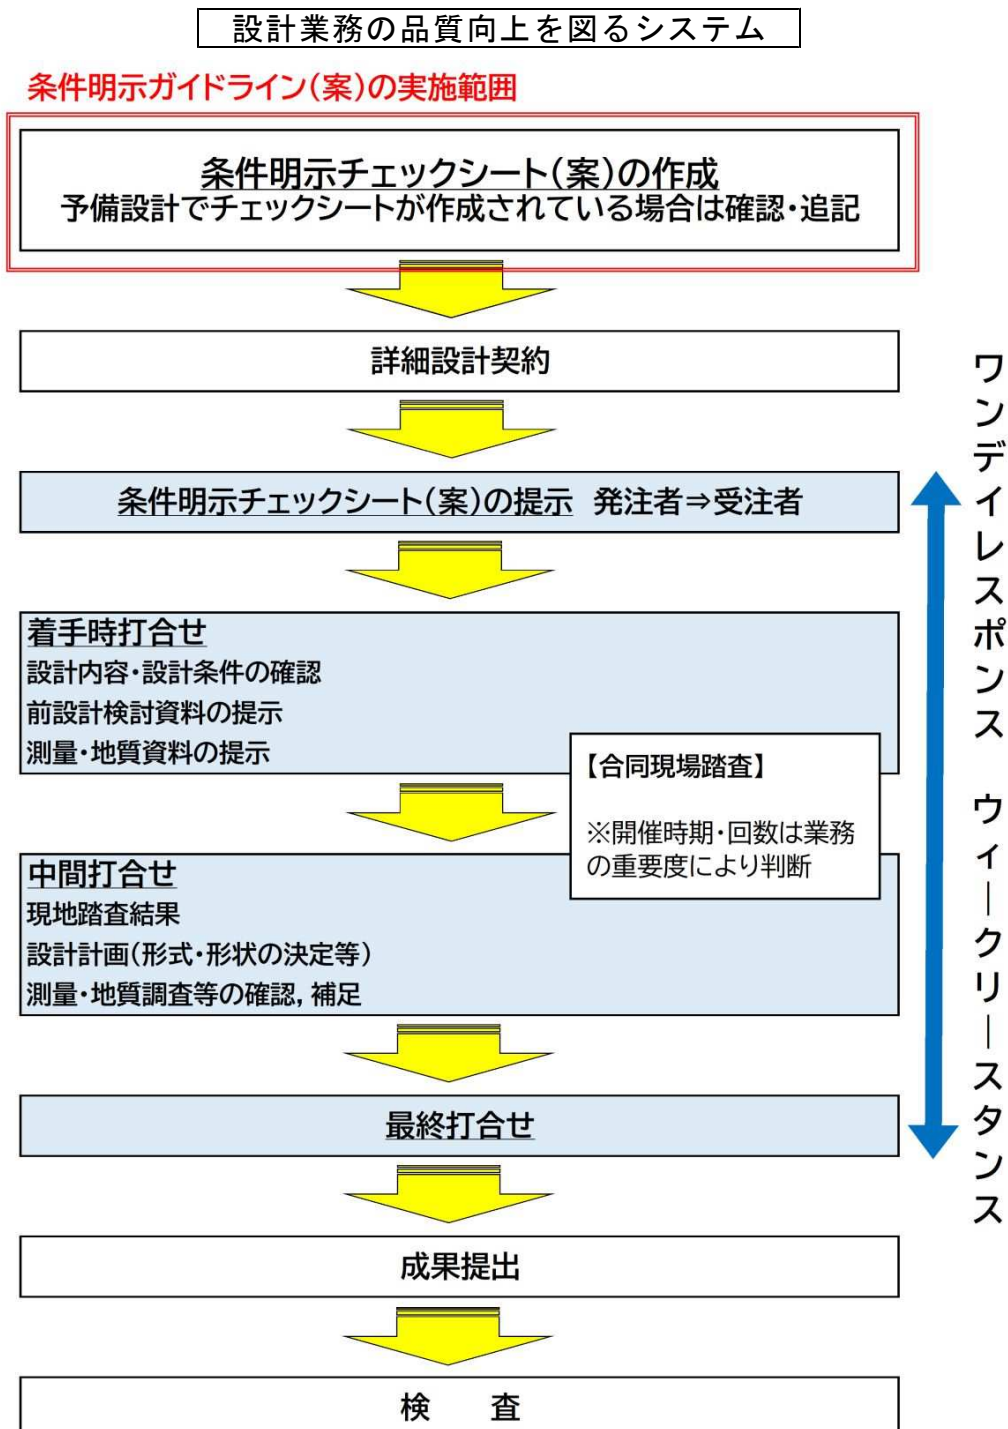 設計業務の品質向上を図るシステム
条件明示ガイドライン(案)の実施範囲
条件明示チェックシート(案)の作成
予備設計でチェックシートが作成されている場合は確認・追記
詳細設計契約
条件明示チェックシート(案)の提示 発注者⇒受注者
着手時打合せ
設計内容・設計条件の確認
前設計検討資料の提示
測量・地質資料の提示
【合同現場踏査】
※開催時期・回数は業務
の重要度により判断
中間打合せ
現地踏査結果
設計計画(形式・形状の決定等)
測量・地質調査等の確認,補足
最終打合せ
成果提出
検 査
ワンデイレスポンス ウィークリースタンス